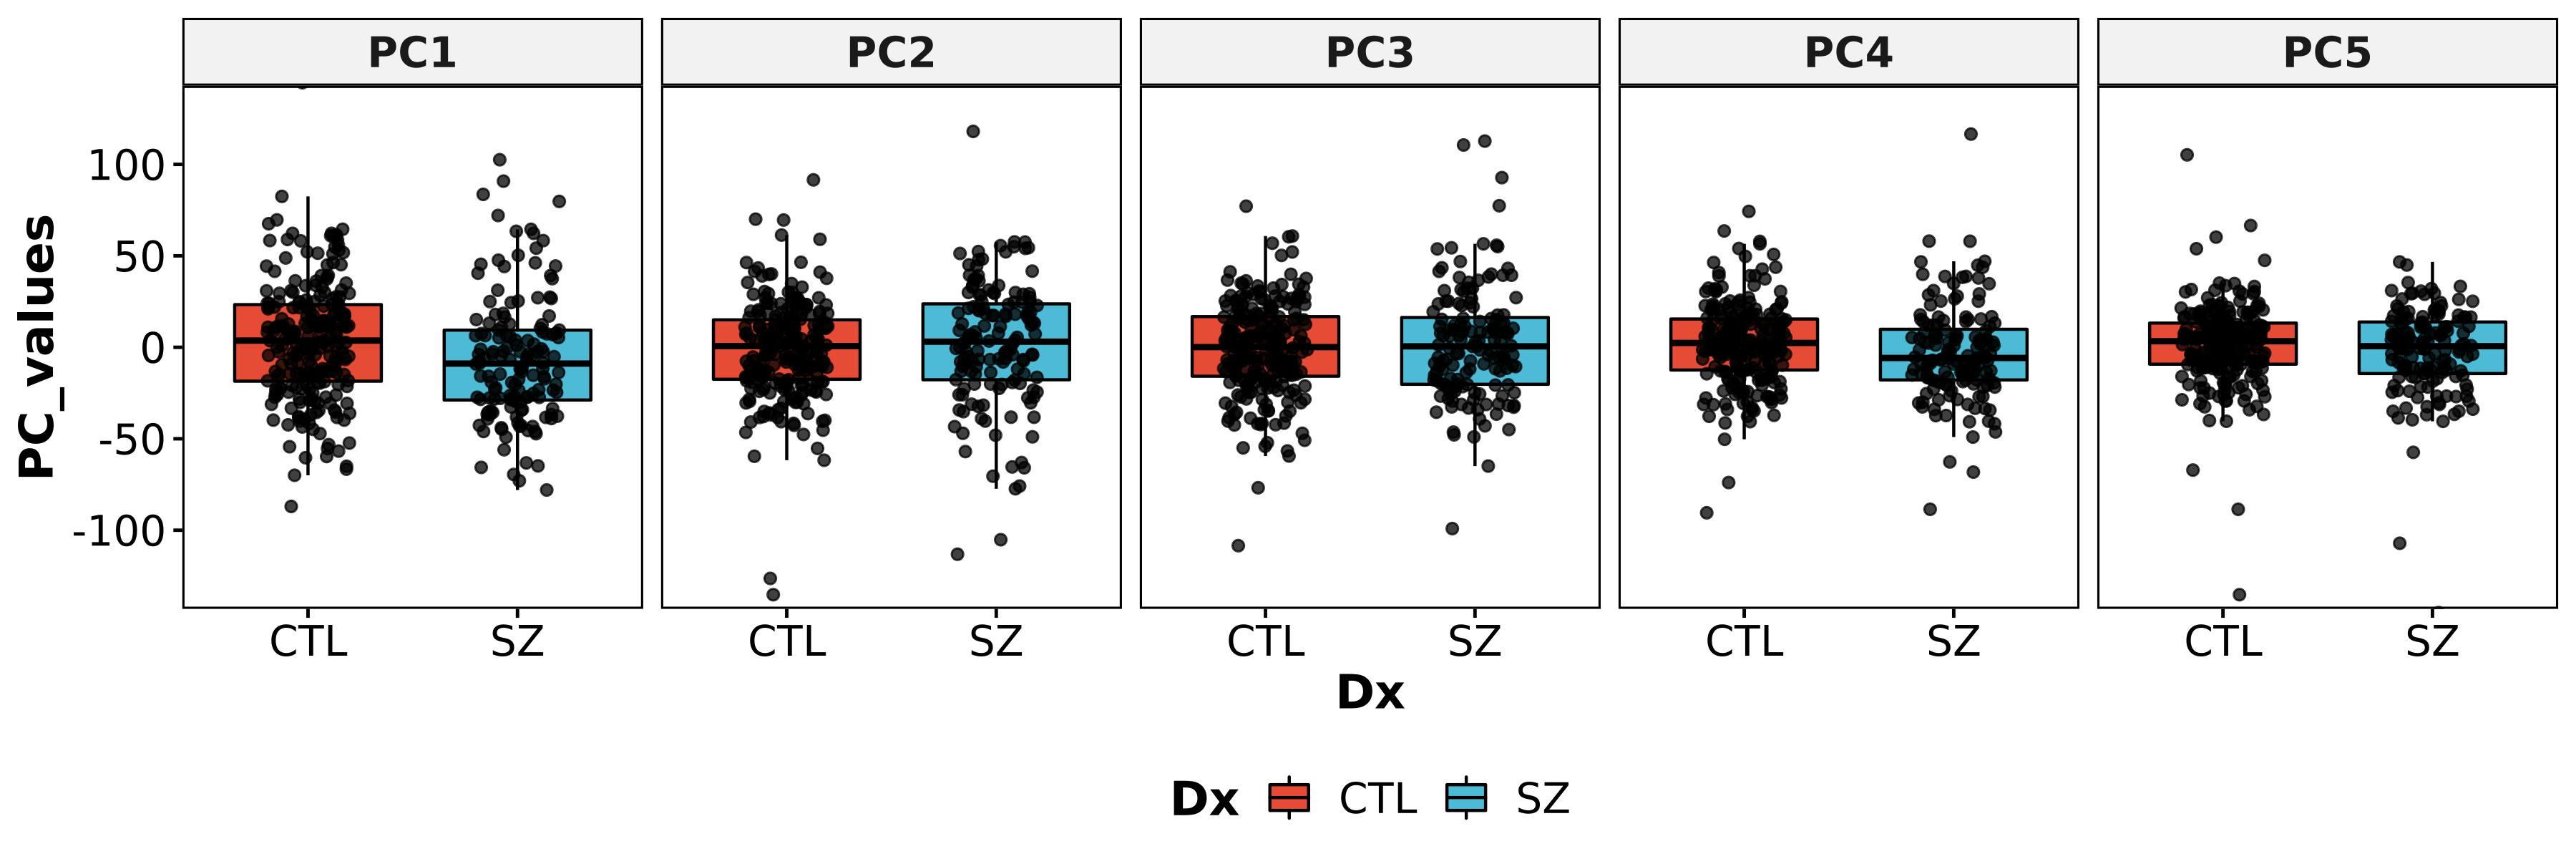 PC1 PC2 PC3 PC4 PC5
PC_values
100
50
0
-50
-100
CTL SZ CTL SZ CTL SZ CTL SZ CTL SZ
Dx
Dx CTL SZ